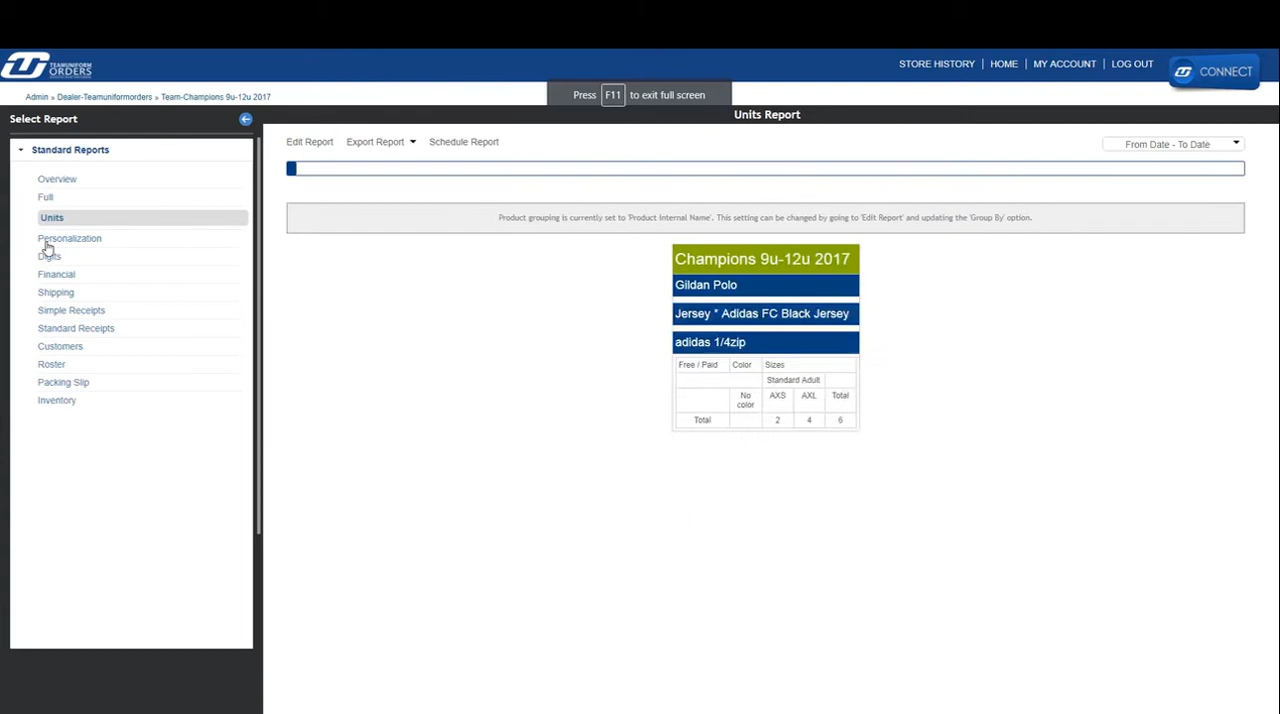 TEAMUNIFORM
ORDERS
STORE HISTORY | HOME | MY ACCOUNT | LOG OUT
CONNECT
Admin » Dealer-Teamuniformorders » Team-Champions 9u-12u 2017
Press F11 to exit full screen
Select Report
Units Report
Standard Reports
Overview
Full
Units
Personalization
Digits
Financial
Shipping
Simple Receipts
Standard Receipts
Customers
Roster
Packing Slip
Inventory
Edit Report Export Report Schedule Report
From Date - To Date
Product grouping is currently set to 'Product Internal Name'. This setting can be changed by going to 'Edit Report' and updating the 'Group By' option.
Champions 9u-12u 2017
Gildan Polo
Jersey * Adidas FC Black Jersey
adidas 1/4zip
Free / Paid Color Sizes
Standard Adult
No color AXS AXL Total
Total 2 4 6